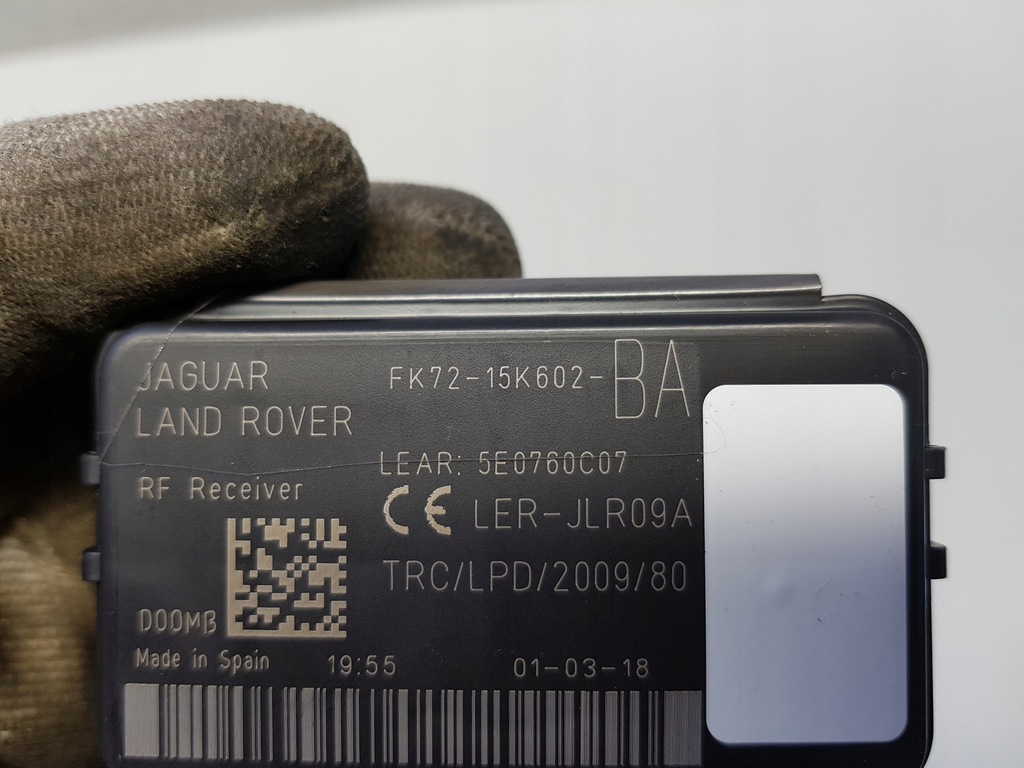 JAGUAR
LAND ROVER
FK72-15K602-BA
LEAR: 5E0760C07
RF Receiver
CE LER-JLR09A
TRC/LPD/2009/80
D00MB
Made in Spain 19:55 01-03-18